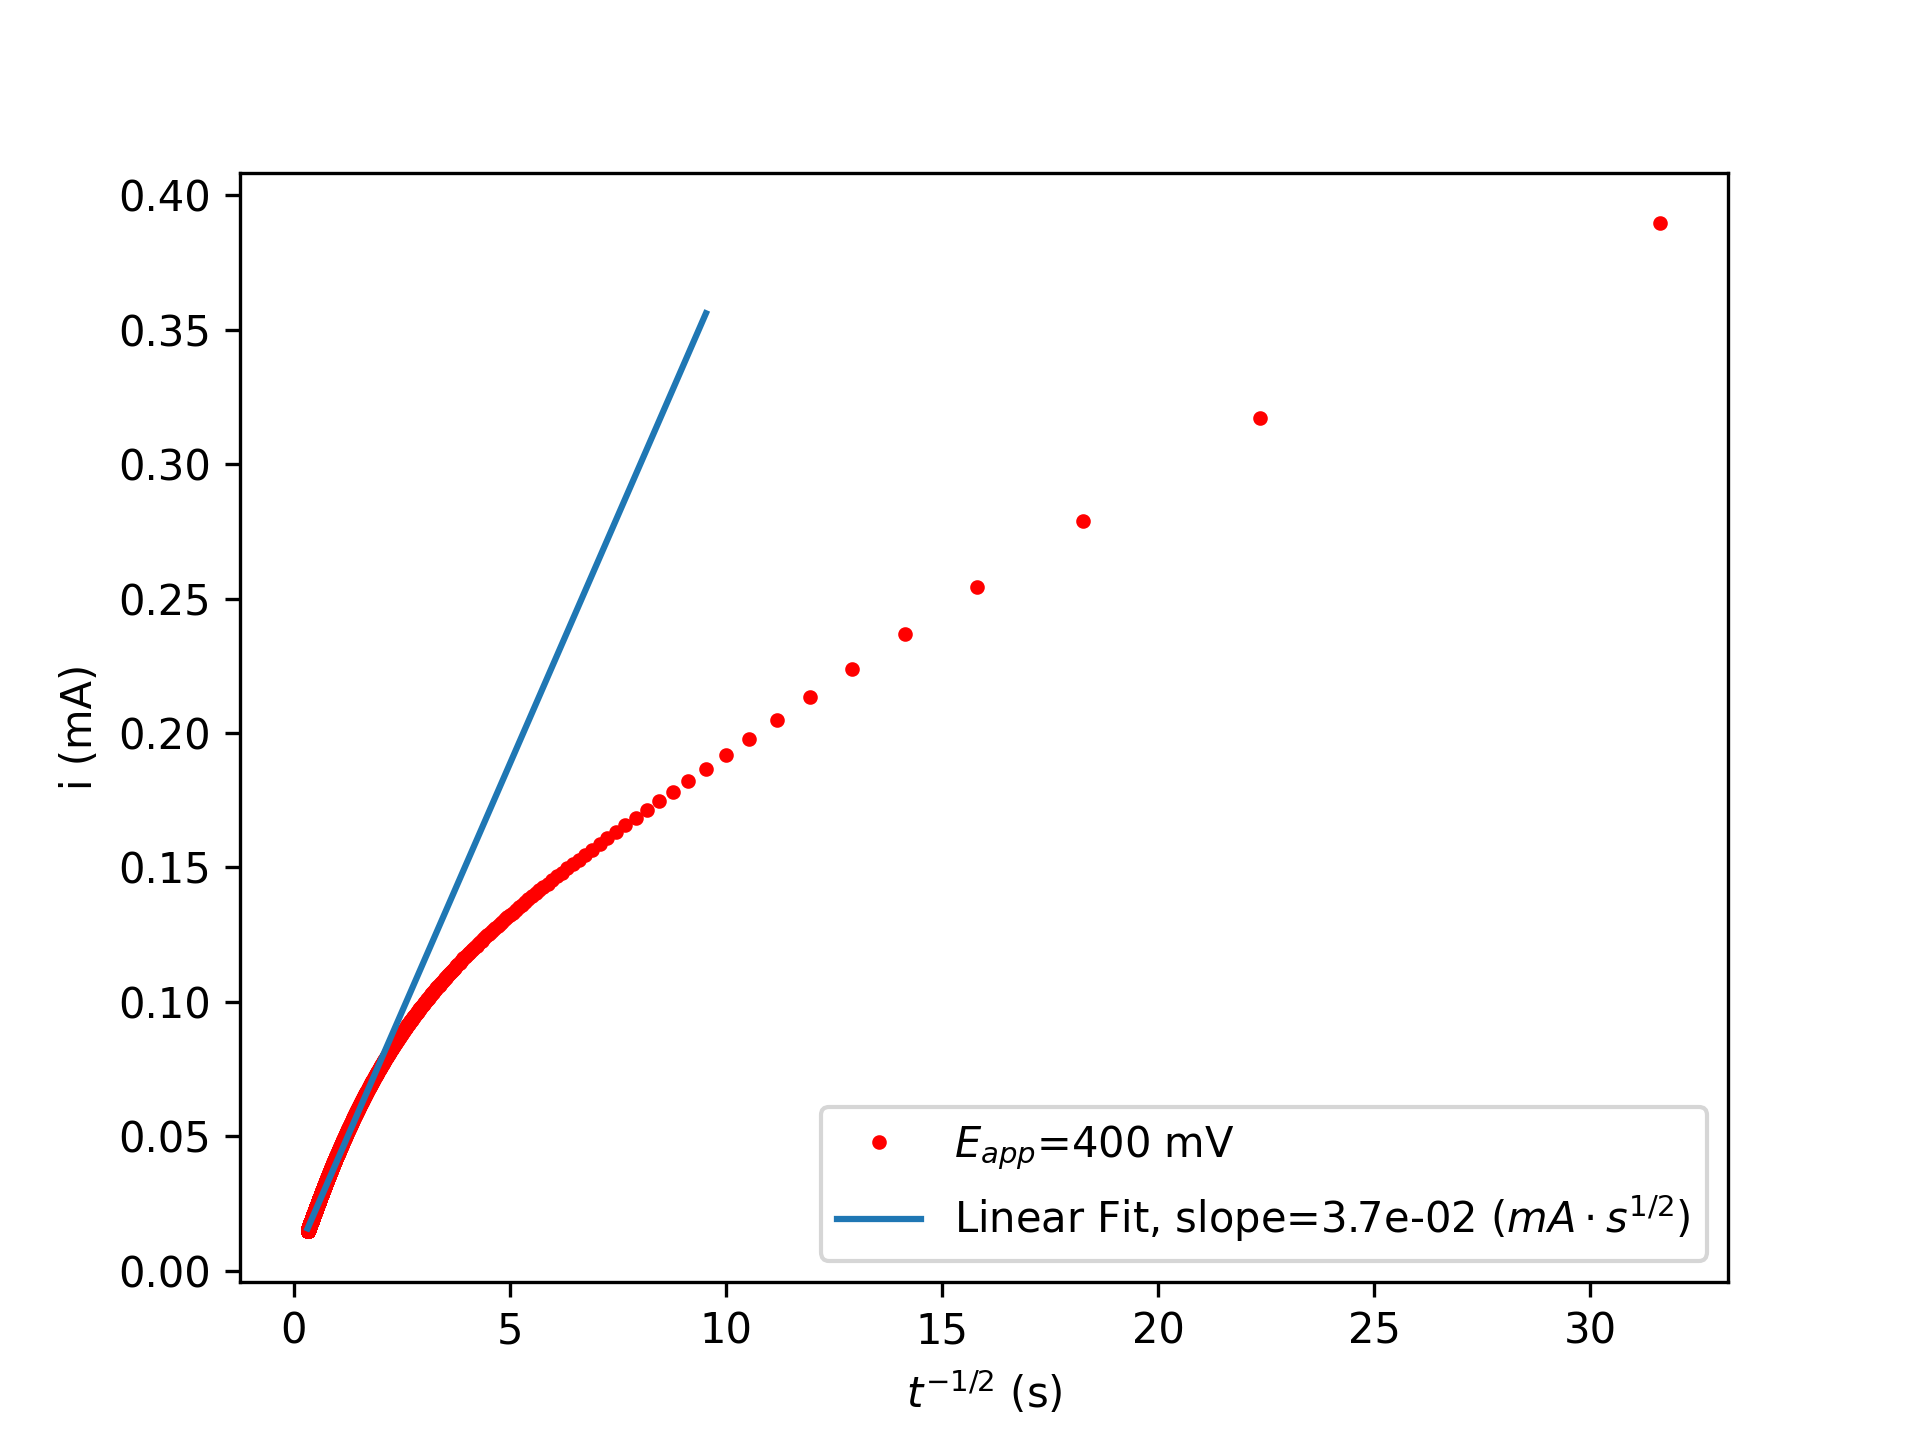 0.40
0.35
0.30
0.25
0.20
0.15
0.10
0.05
0.00
i (mA)
E_{app}=400 mV
Linear Fit, slope=3.7e-02 (mA · s^{1/2})
0 5 10 15 20 25 30
t^{−1/2} (s)